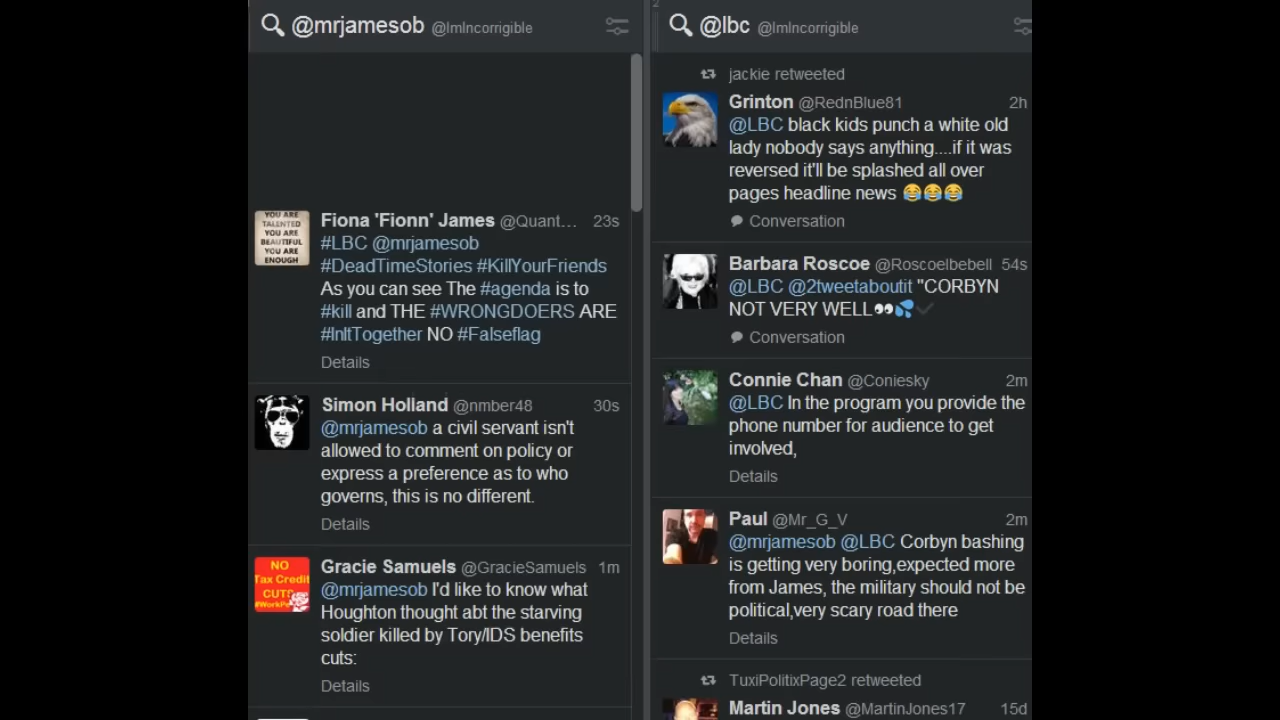 @mrjamesob @ImIncorrigible
Fiona 'Fionn' James @Quant… 23s
#LBC @mrjamesob
#DeadTimeStories #KillYourFriends
As you can see The #agenda is to
#kill and THE #WRONGDOERS ARE
#InItTogether NO #Falseflag
Details
Simon Holland @nmber48 30s
@mrjamesob a civil servant isn't
allowed to comment on policy or
express a preference as to who
governs, this is no different.
Details
NO
Tax Credit
CUTS
Gracie Samuels @GracieSamuels 1m
@mrjamesob I'd like to know what
Houghton thought abt the starving
soldier killed by Tory/IDS benefits
cuts:
Details
YOU ARE
TALENTED
YOU ARE
BEAUTIFUL
YOU ARE
ENOUGH
2
@lbc @ImIncorrigible
jackie retweeted
Grinton @RednBlue81 2h
@LBC black kids punch a white old
lady nobody says anything....if it was
reversed it'll be splashed all over
pages headline news 😂😂😂
Conversation
Barbara Roscoe @Roscoelbebell 54s
@LBC @2tweetaboutit "CORBYN
NOT VERY WELL👀💦✔
Conversation
Connie Chan @Coniesky 2m
@LBC In the program you provide the
phone number for audience to get
involved,
Details
Paul @Mr_G_V 2m
@mrjamesob @LBC Corbyn bashing
is getting very boring,expected more
from James, the military should not be
political,very scary road there
Details
TuxiPolitixPage2 retweeted
Martin Jones @MartinJones17 15d